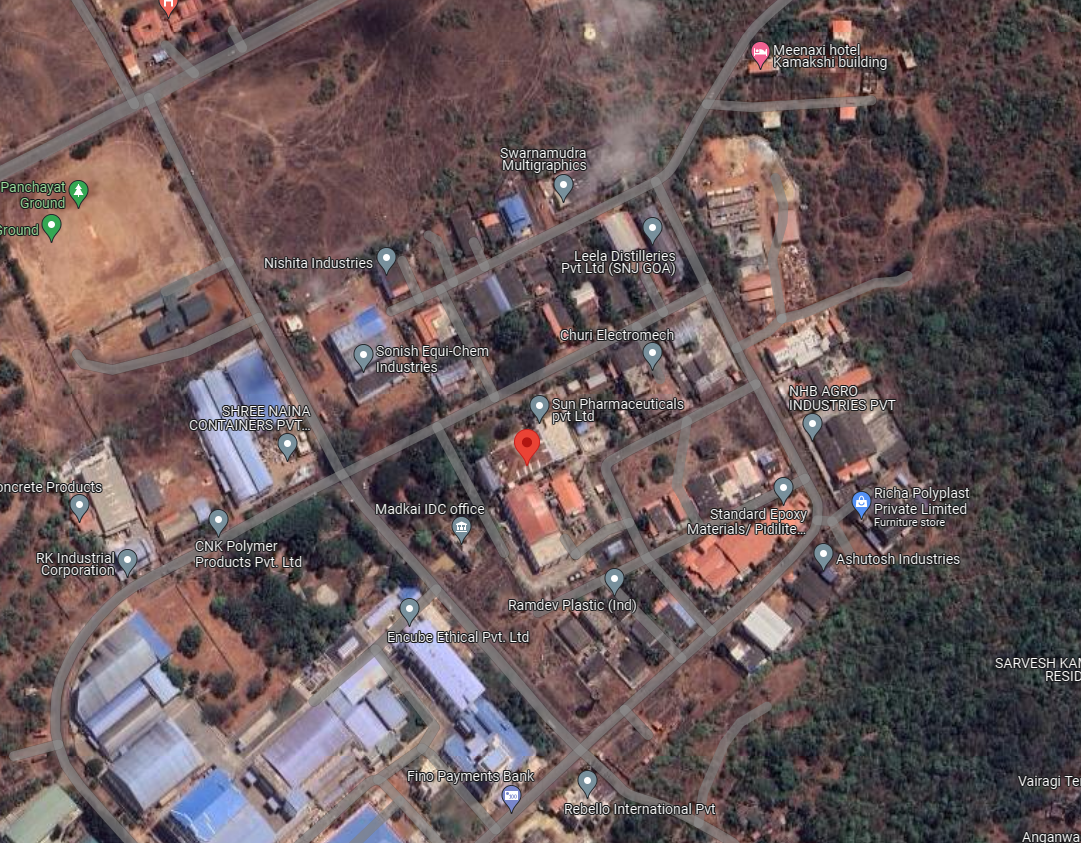 H
Meenaxi hotel
Kamakshi building
Swarnamudra
Multigraphics
Panchayat
Ground
Ground
Nishita Industries
Leela Distilleries
Pvt Ltd (SNJ GOA)
Churi Electromech
Sonish Equi-Chem
Industries
NHB AGRO
INDUSTRIES PVT
SHREE NAINA
CONTAINERS PVT...
Sun Pharmaceuticals
pvt Ltd
oncrete Products
Madkai IDC office
Richa Polyplast
Private Limited
Furniture store
Standard Epoxy
Materials/ Pidilite...
CNK Polymer
Products Pvt. Ltd
RK Industrial
Corporation
Ashutosh Industries
Ramdev Plastic (Ind)
Encube Ethical Pvt. Ltd
SARVESH KA
RESID
Fino Payments Bank
Vairagi Te
Rebello International Pvt
Anganwa